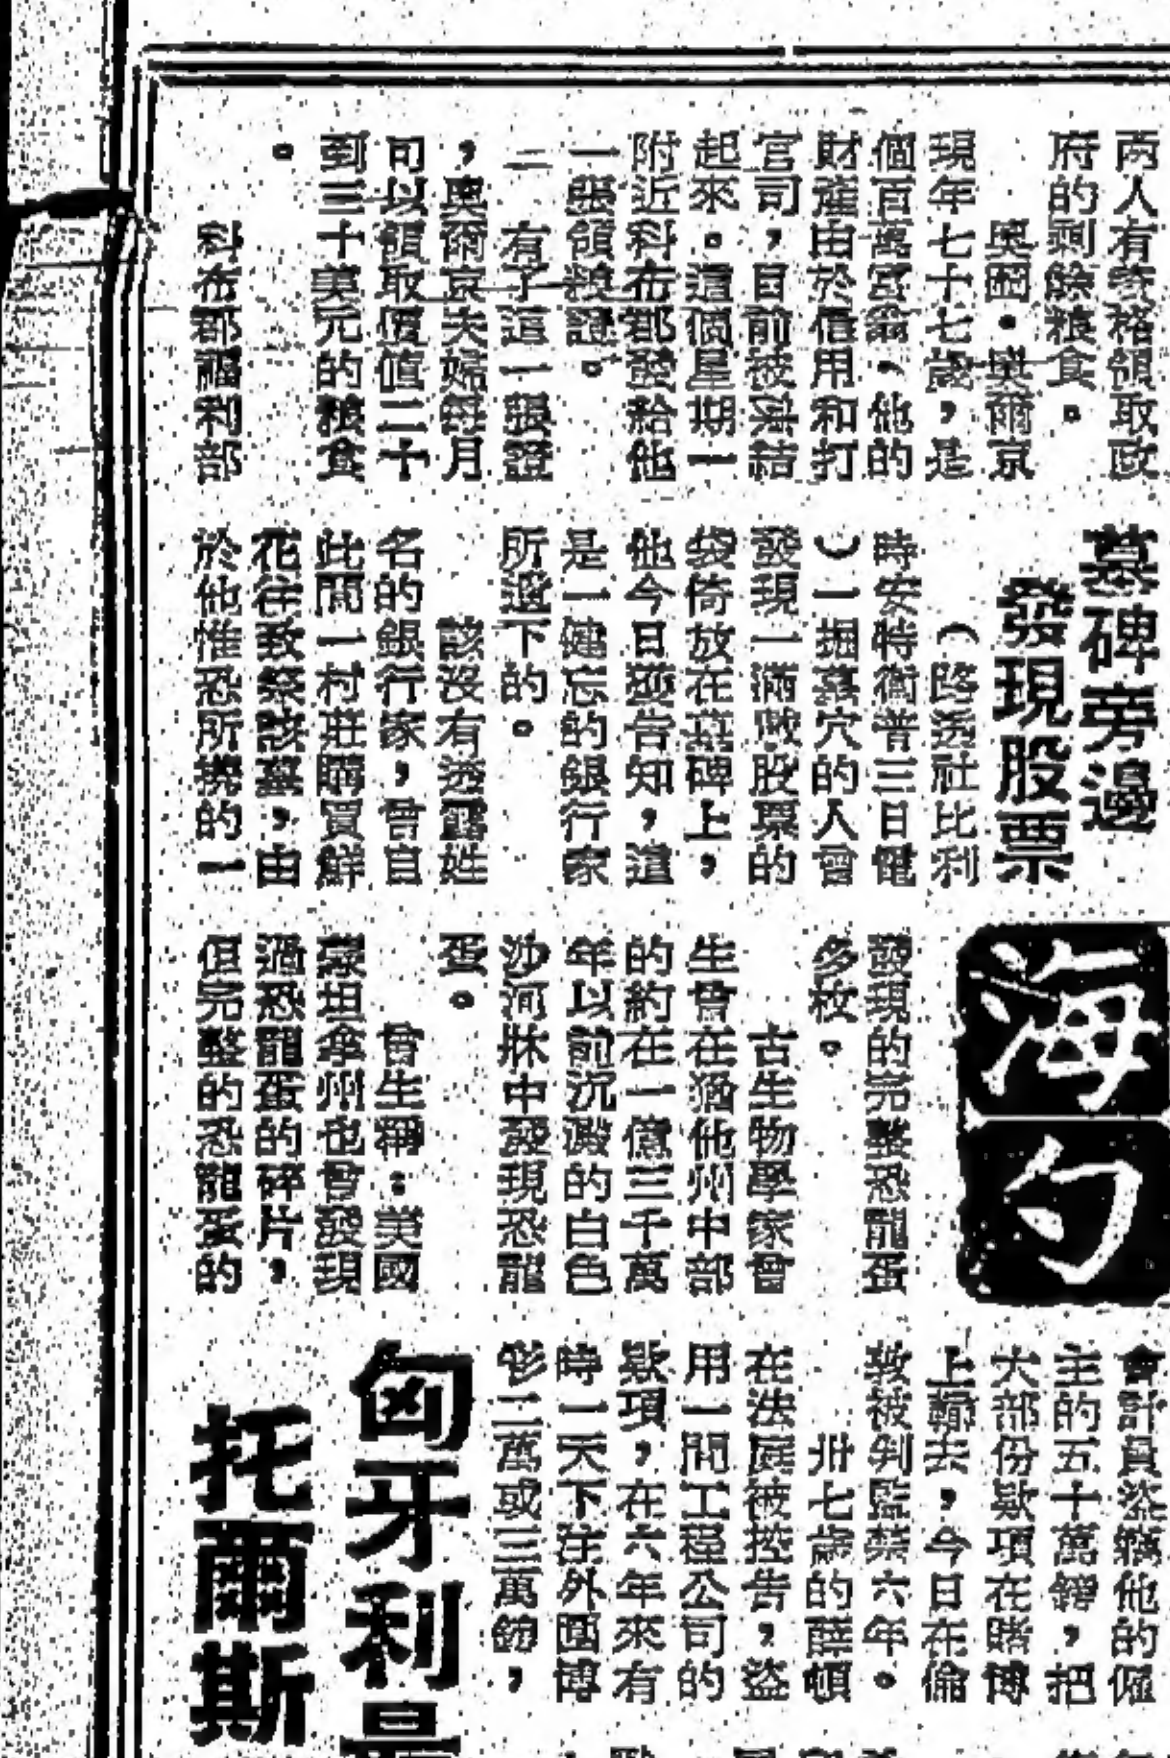 两人有資格領取政
府的剩餘粮食。
奧囡·奧爾京
現年七十七歲，是
個百萬富翁，他的
財產由於信用和打
官司，目前被凍結
起來。這個星期一
附近科布郡發給他
一張領粮證。
二　有了這一張證
，奧爾京夫婦每月
可以領取價值二十
到三十美元的粮食
。
科布郡福利部
墓碑旁邊
發現股票
（路透社比利
時安特衛普三日電
）一掘墓穴的人曾
發現一滿藏股票的
袋倚放在墓碑上，
他今日被告知，這
是一健忘的銀行家
所遺下的。
該沒有透露姓
名的銀行家，曾自
此間一村莊購買鮮
花往致祭該墓，由
於他惟恐所攜的一
海勺
發現的完整恐龍蛋
多枚。
古生物學家曾
生曾在猶他州中部
的約在一億三千萬
年以前沉澱的白色
沙河牀中發現恐龍
蛋。
曾生稱：美國
蒙坦拿州也曾發現
過恐龍蛋的碎片，
但完整的恐龍蛋的
會計員盜竊他的僱
主的五十萬鎊，把
大部份欵項在賭博
上輸去，今日在倫
敦被判監禁六年。
卅七歲的薛頓
在法庭被控告，盜
用一間工程公司的
欵項，在六年來有
時一天下注外圍博
彩二萬或三萬鎊，
匈牙利最
托爾斯